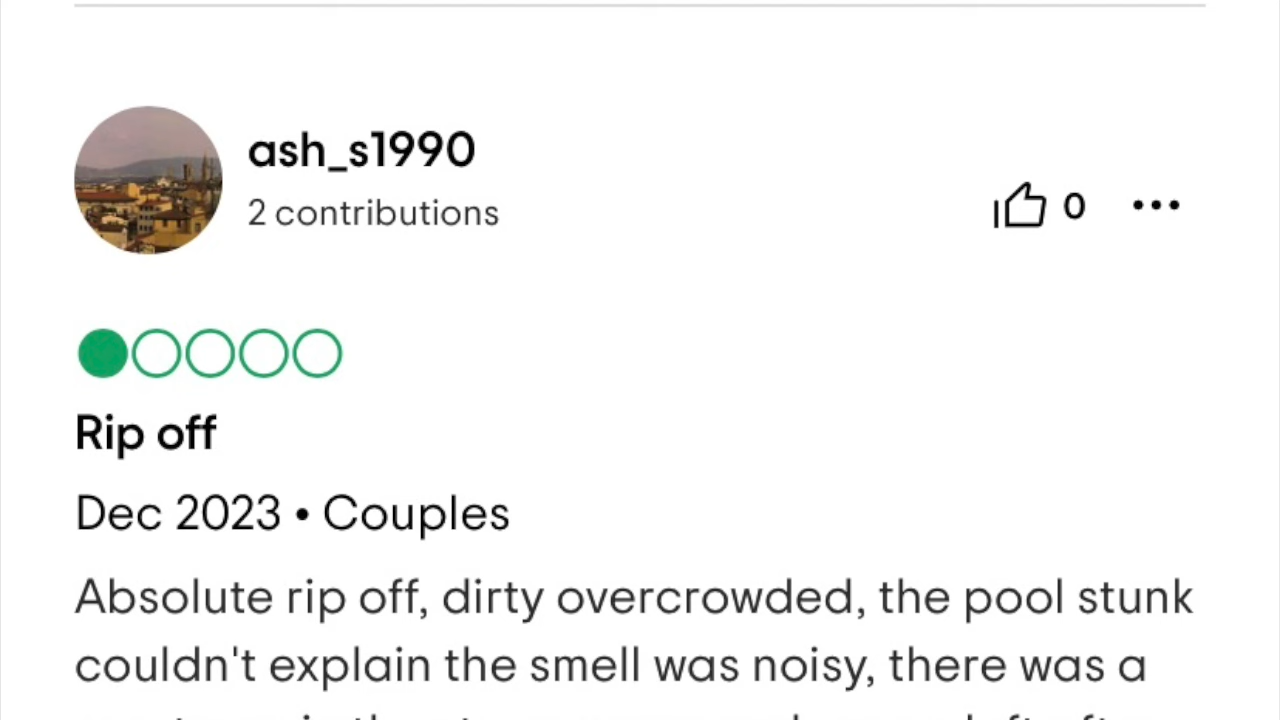 ash_s1990
2 contributions
0
Rip off
Dec 2023 • Couples
Absolute rip off, dirty overcrowded, the pool stunk
couldn't explain the smell was noisy, there was a